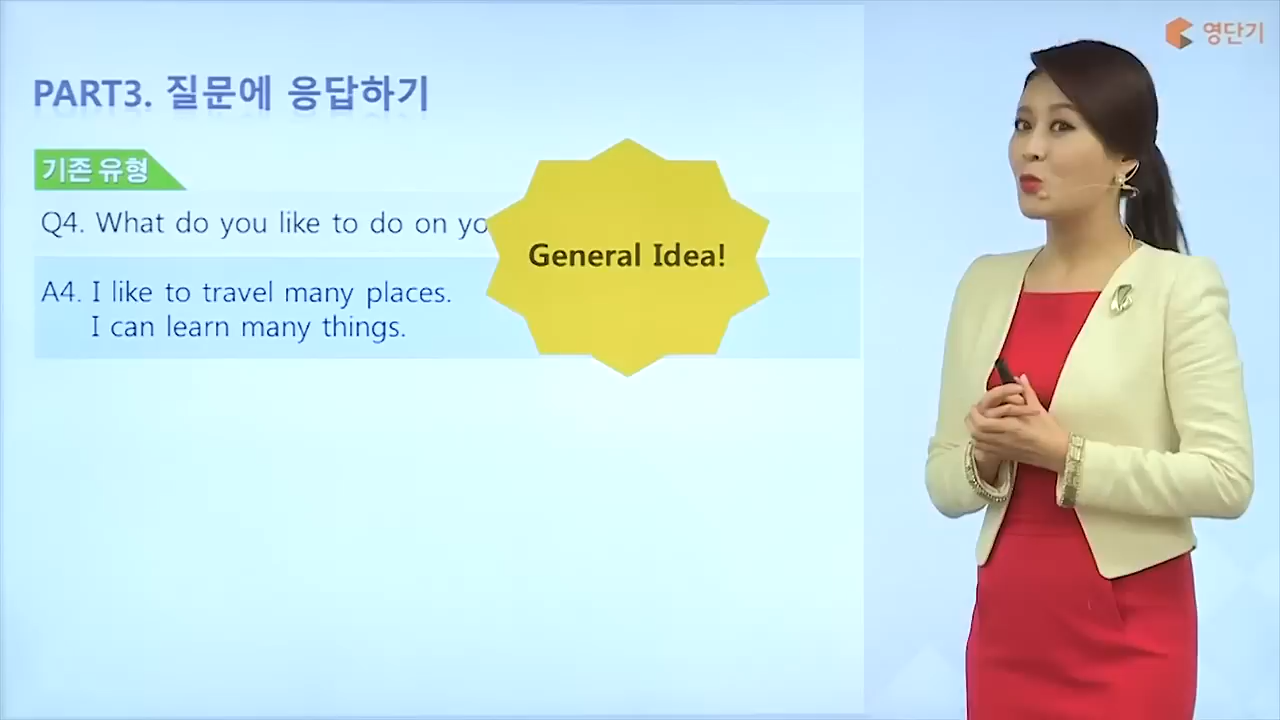 영단기
PART3. 질문에 응답하기
기존 유형
Q4. What do you like to do on yo
General Idea!
A4. I like to travel many places.
I can learn many things.